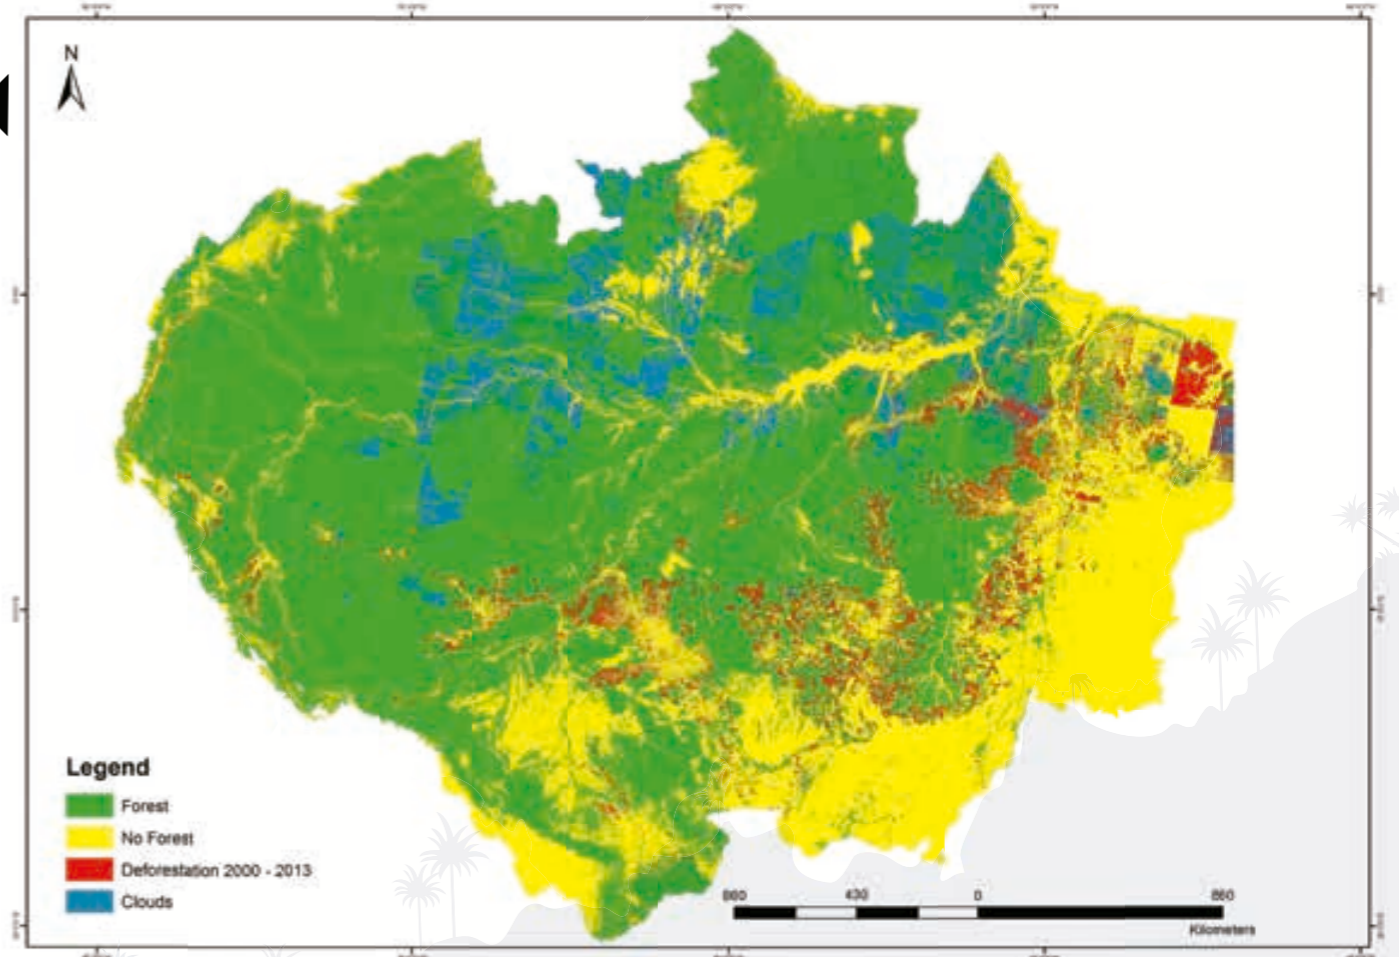 N
Legend
Forest
No Forest
Deforestation 2000 - 2013
Clouds
860 430 0 860
Kilometers